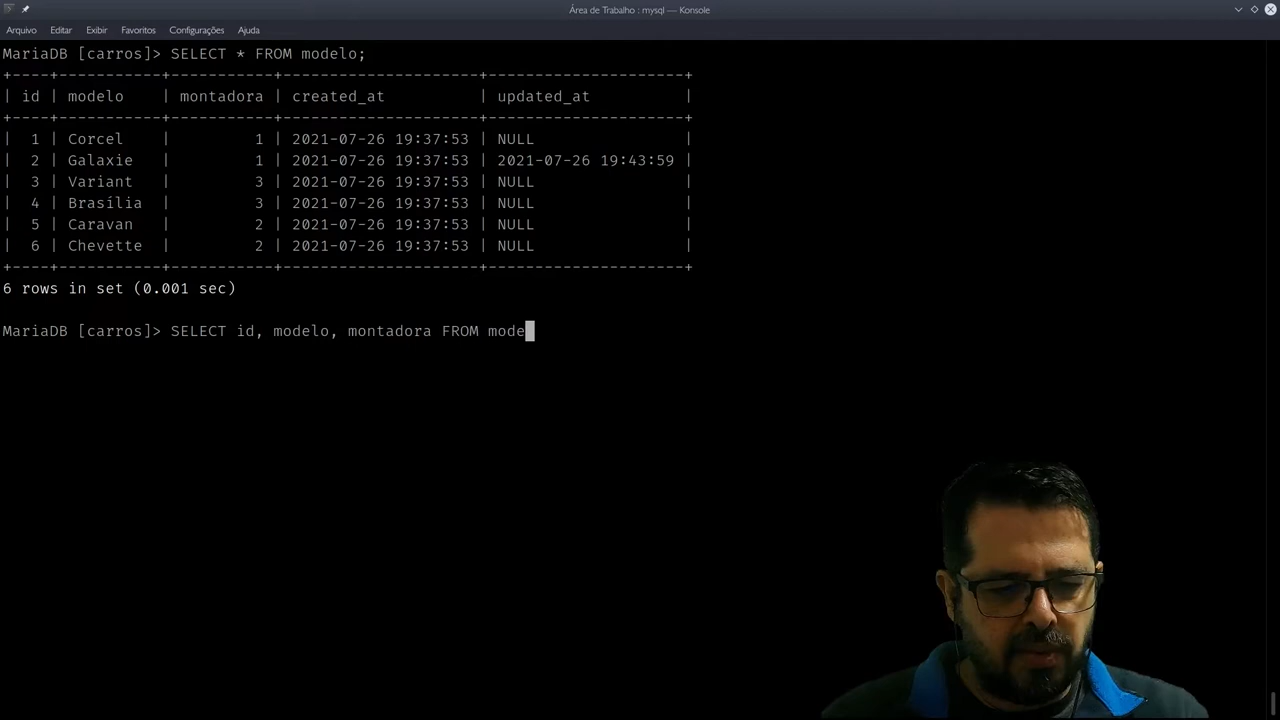 Área de Trabalho : mysql — Konsole
Arquivo Editar Exibir Favoritos Configurações Ajuda
MariaDB [carros]> SELECT * FROM modelo;
+----+-----------+-----------+---------------------+---------------------+
| id | modelo    | montadora | created_at          | updated_at          |
+----+-----------+-----------+---------------------+---------------------+
|  1 | Corcel    |         1 | 2021-07-26 19:37:53 | NULL                |
|  2 | Galaxie   |         1 | 2021-07-26 19:37:53 | 2021-07-26 19:43:59 |
|  3 | Variant   |         3 | 2021-07-26 19:37:53 | NULL                |
|  4 | Brasília  |         3 | 2021-07-26 19:37:53 | NULL                |
|  5 | Caravan   |         2 | 2021-07-26 19:37:53 | NULL                |
|  6 | Chevette  |         2 | 2021-07-26 19:37:53 | NULL                |
+----+-----------+-----------+---------------------+---------------------+
6 rows in set (0.001 sec)
MariaDB [carros]> SELECT id, modelo, montadora FROM mode